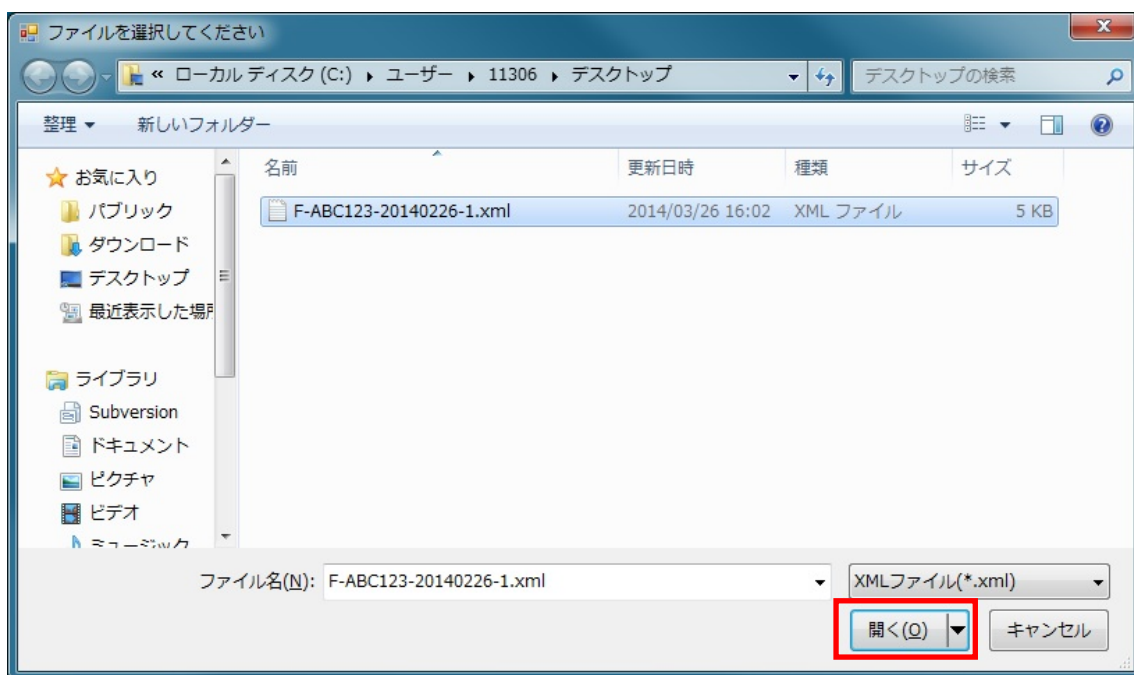 ファイルを選択してください
« ローカル ディスク (C:) ▸ ユーザー ▸ 11306 ▸ デスクトップ
デスクトップの検索
整理 新しいフォルダー
名前 更新日時 種類 サイズ
F-ABC123-20140226-1.xml 2014/03/26 16:02 XML ファイル 5 KB
お気に入り
パブリック
ダウンロード
デスクトップ
最近表示した場所
ライブラリ
Subversion
ドキュメント
ピクチャ
ビデオ
ミュージック
ファイル名(N): F-ABC123-20140226-1.xml XMLファイル(*.xml)
開く(O) キャンセル